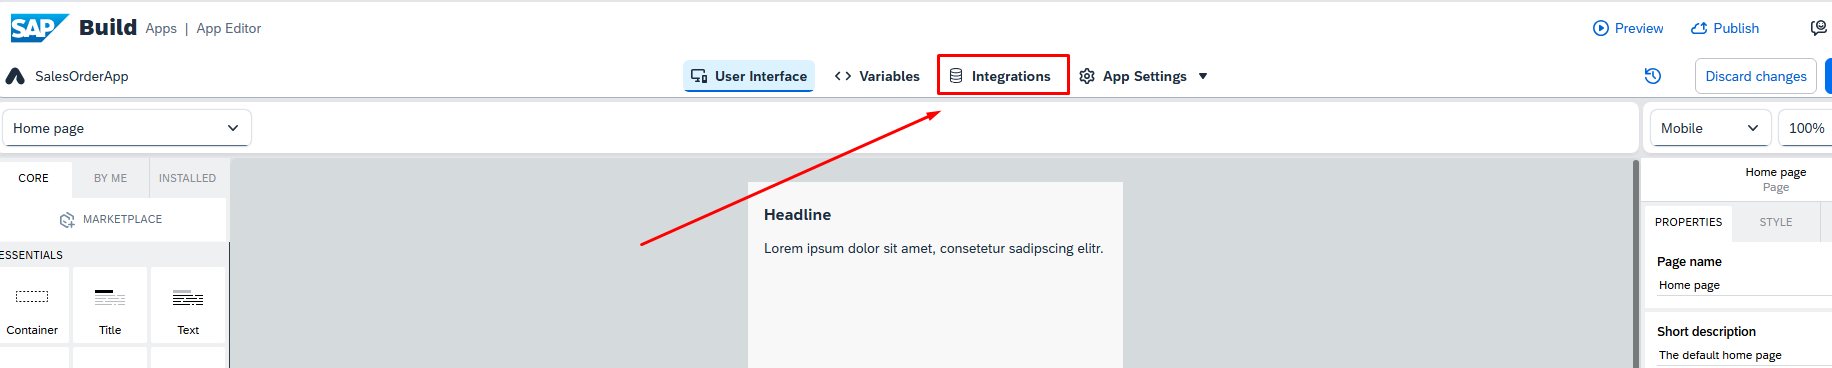 SAP Build Apps | App Editor
Preview Publish
SalesOrderApp
User Interface Variables Integrations App Settings
Discard changes
Home page
Mobile 100%
CORE BY ME INSTALLED
MARKETPLACE
ESSENTIALS
Container Title Text
Headline
Lorem ipsum dolor sit amet, consetetur sadipscing elitr.
Home page
Page
PROPERTIES STYLE
Page name
Home page
Short description
The default home page